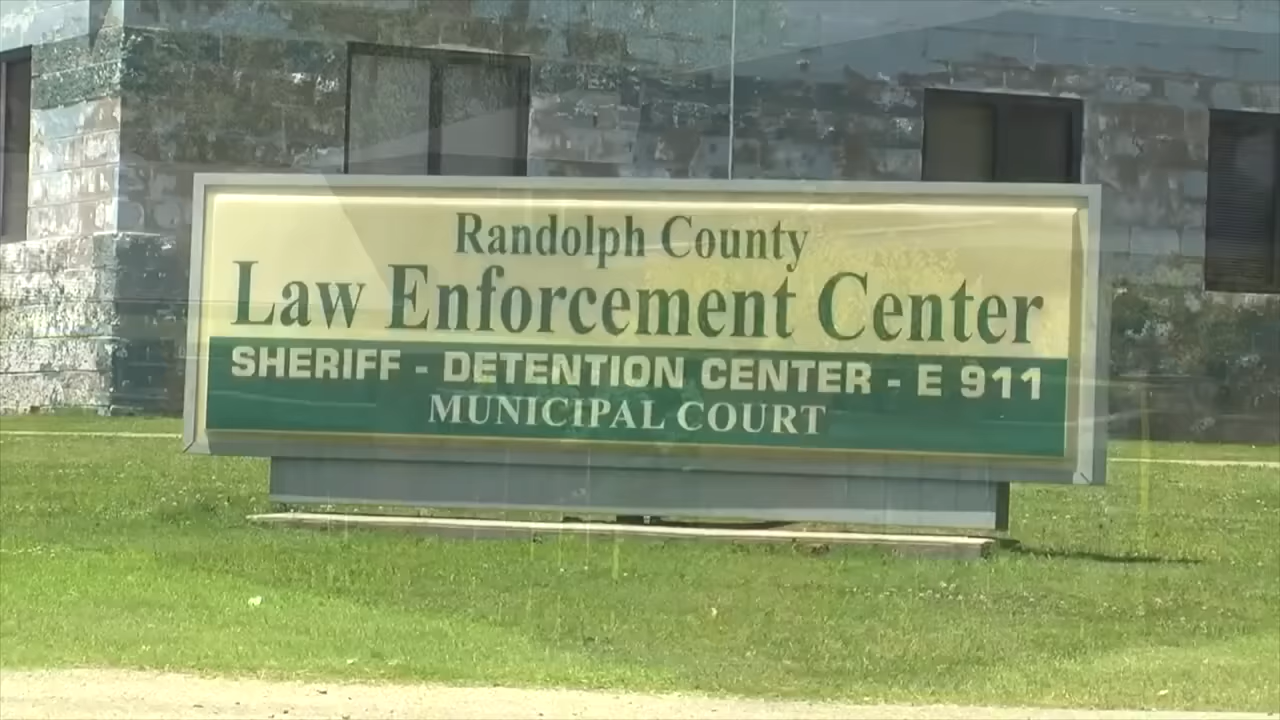 Randolph County
Law Enforcement Center
SHERIFF - DETENTION CENTER - E 911
MUNICIPAL COURT